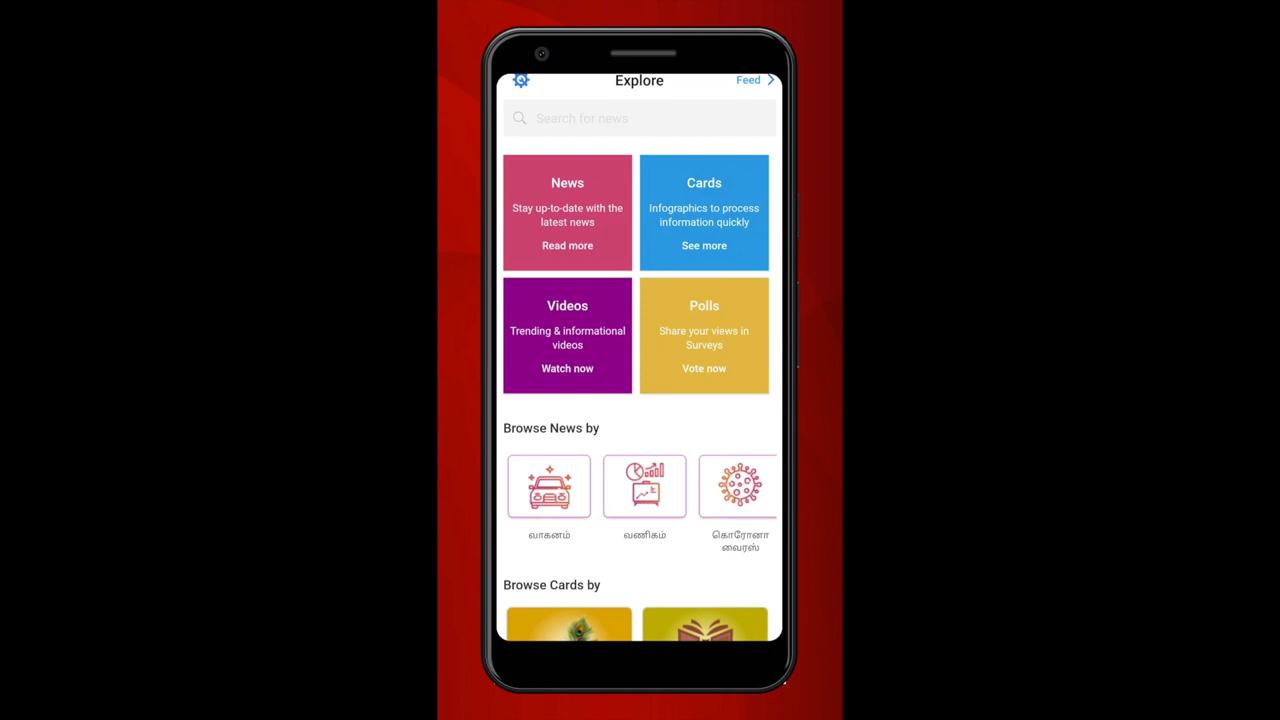 Explore
Feed
Search for news
News
Stay up-to-date with the
latest news
Read more
Cards
Infographics to process
information quickly
See more
Videos
Trending & informational
videos
Watch now
Polls
Share your views in
Surveys
Vote now
Browse News by
வாகனம்
வணிகம்
கொரோனா
வைரஸ்
Browse Cards by